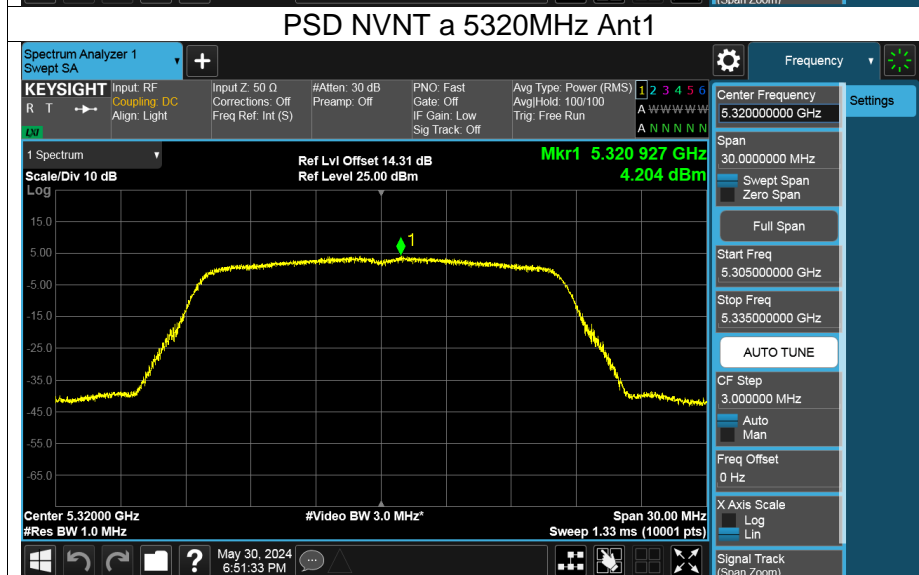 (Span Zoom)
PSD NVNT a 5320MHz Ant1
Spectrum Analyzer 1
Swept SA
+
Frequency
KEYSIGHT
R T
LXI
Input: RF
Coupling: DC
Align: Light
Input Z: 50 Ω
Corrections: Off
Freq Ref: Int (S)
#Atten: 30 dB
Preamp: Off
PNO: Fast
Gate: Off
IF Gain: Low
Sig Track: Off
Avg Type: Power (RMS)
Avg|Hold: 100/100
Trig: Free Run
1 2 3 4 5 6
A W W W W W
A N N N N N
Center Frequency
5.320000000 GHz
Settings
1 Spectrum
Scale/Div 10 dB
Log
Ref Lvl Offset 14.31 dB
Ref Level 25.00 dBm
Mkr1 5.320 927 GHz
4.204 dBm
Span
30.0000000 MHz
Swept Span
Zero Span
Full Span
Start Freq
5.305000000 GHz
Stop Freq
5.335000000 GHz
AUTO TUNE
CF Step
3.000000 MHz
Auto
Man
Freq Offset
0 Hz
X Axis Scale
Log
Lin
Signal Track
(Span Zoom)
1
15.0
5.00
-5.00
-15.0
-25.0
-35.0
-45.0
-55.0
-65.0
Center 5.32000 GHz
#Res BW 1.0 MHz
#Video BW 3.0 MHz*
Span 30.00 MHz
Sweep 1.33 ms (10001 pts)
?
May 30, 2024
6:51:33 PM